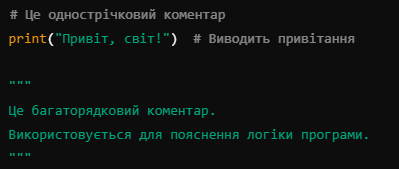 # Це однострічковий коментар
print("Привіт, світ!")  # Виводить привітання
"""
Це багаторядковий коментар.
Використовується для пояснення логіки програми.
"""